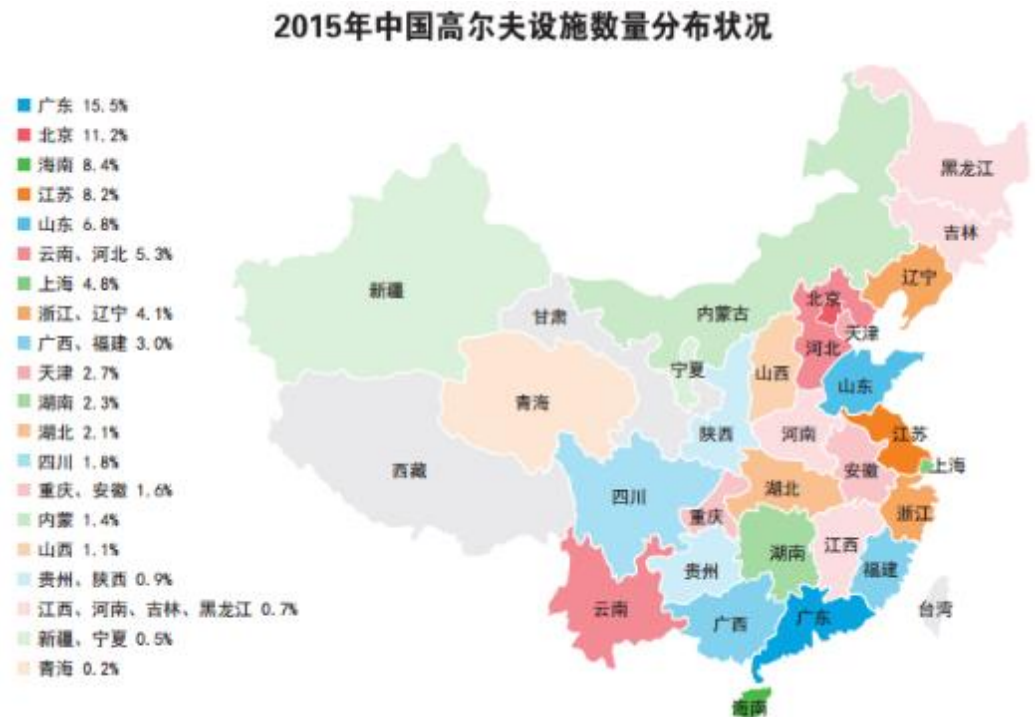 2015年中国高尔夫设施数量分布状况
广东 15.5%
北京 11.2%
海南 8.4%
江苏 8.2%
山东 6.8%
云南、河北 5.3%
上海 4.8%
浙江、辽宁 4.1%
广西、福建 3.0%
天津 2.7%
湖南 2.3%
湖北 2.1%
四川 1.8%
重庆、安徽 1.6%
内蒙 1.4%
山西 1.1%
贵州、陕西 0.9%
江西、河南、吉林、黑龙江 0.7%
新疆、宁夏 0.5%
青海 0.2%
黑龙江
吉林
辽宁
新疆
北京
内蒙古
甘肃
天津
河北
宁夏
山西
山东
青海
陕西
河南
江苏
上海
西藏
安徽
四川
湖北
重庆
浙江
江西
湖南
福建
贵州
云南
广西
广东
台湾
海南